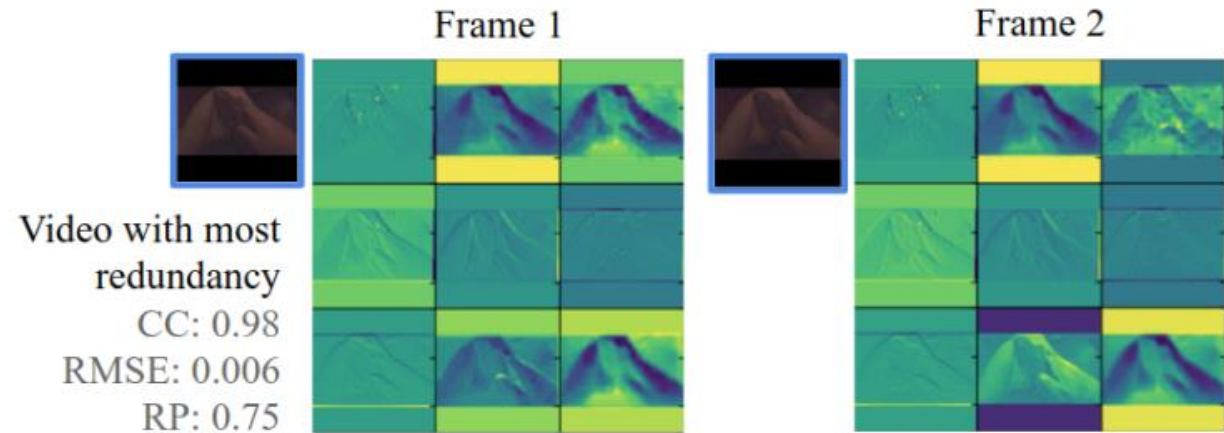 Frame 1
Frame 2
Video with most
redundancy
CC: 0.98
RMSE: 0.006
RP: 0.75